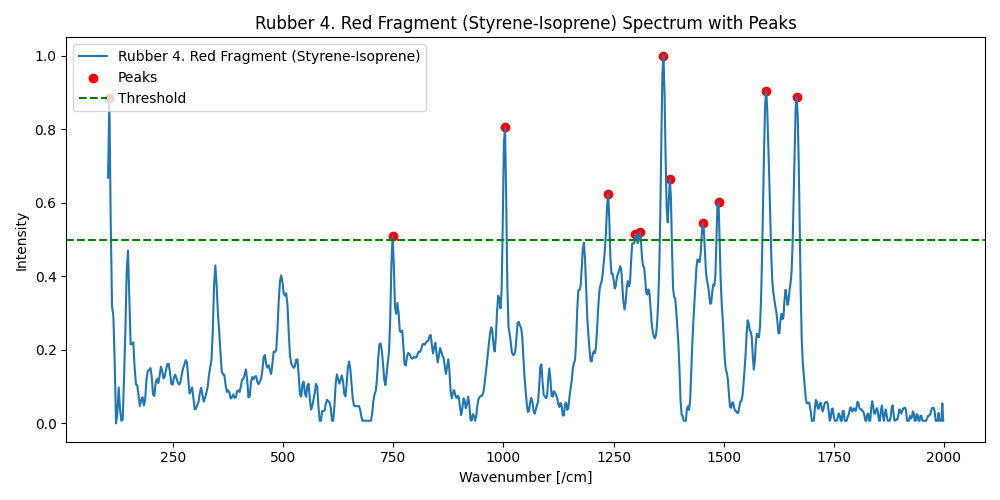 Rubber 4. Red Fragment (Styrene-Isoprene) Spectrum with Peaks
Rubber 4. Red Fragment (Styrene-Isoprene)
Peaks
Threshold
1.0
0.8
0.6
0.4
0.2
0.0
Intensity
250
500
750
1000
1250
1500
1750
2000
Wavenumber [/cm]